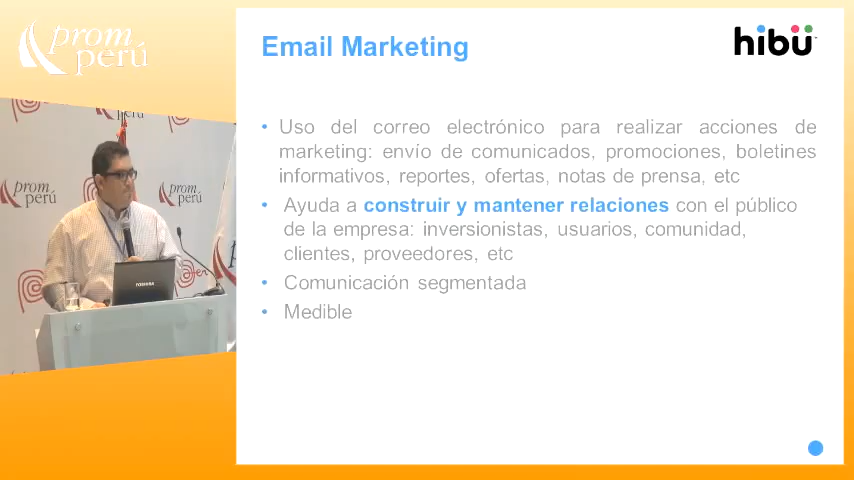 prom
perú
Email Marketing
hibü
• Uso del correo electrónico para realizar acciones de
marketing: envío de comunicados, promociones, boletines
informativos, reportes, ofertas, notas de prensa, etc
• Ayuda a construir y mantener relaciones con el público
de la empresa: inversionistas, usuarios, comunidad,
clientes, proveedores, etc
• Comunicación segmentada
• Medible
prom
perú
prom
perú
TOSHIBA